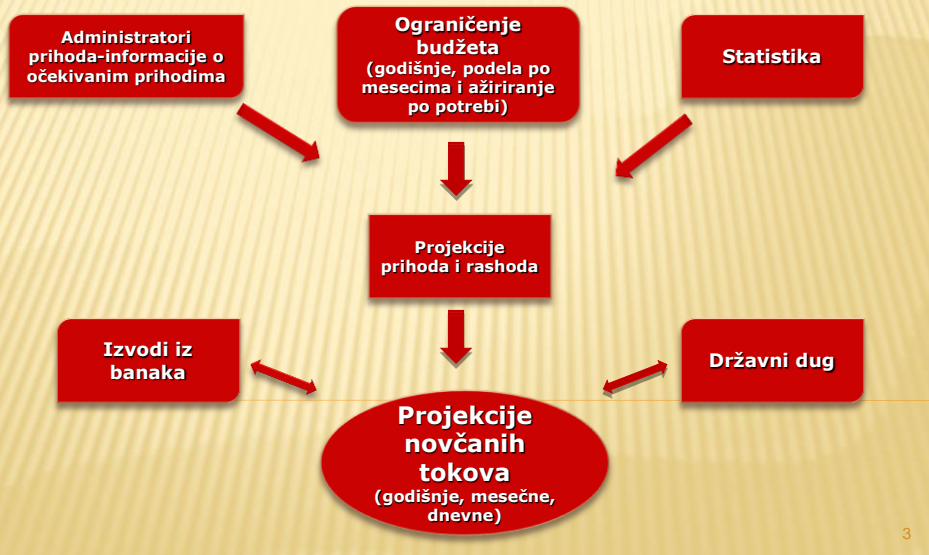 Administratori
prihoda-informacije o
očekivanim prihodima
Ograničenje
budžeta
(godišnje, podela po
mesecima i ažiriranje
po potrebi)
Statistika
Projekcije
prihoda i rashoda
Izvodi iz
banaka
Državni dug
Projekcije
novčanih
tokova
(godišnje, mesečne,
dnevne)
3